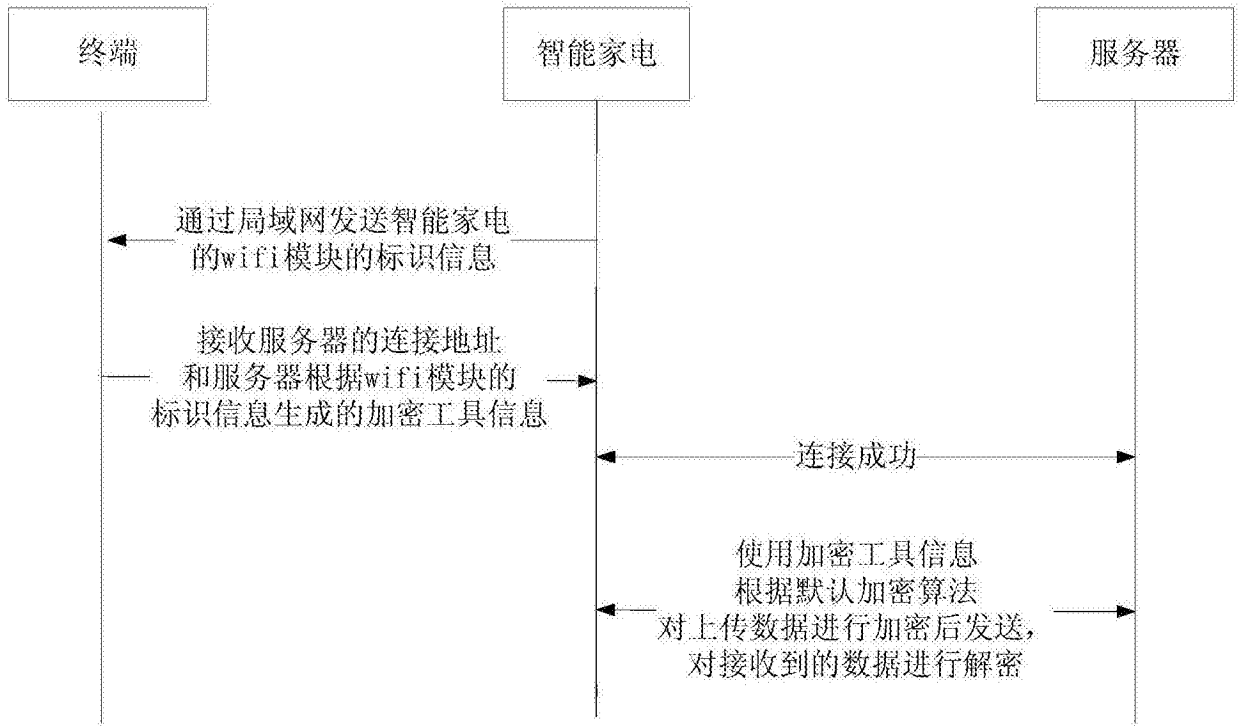 终端
智能家电
服务器
通过局域网发送智能家电
的wifi模块的标识信息
接收服务器的连接地址
和服务器根据wifi模块的
标识信息生成的加密工具信息
连接成功
使用加密工具信息
根据默认加密算法
对上传数据进行加密后发送，
对接收到的数据进行解密